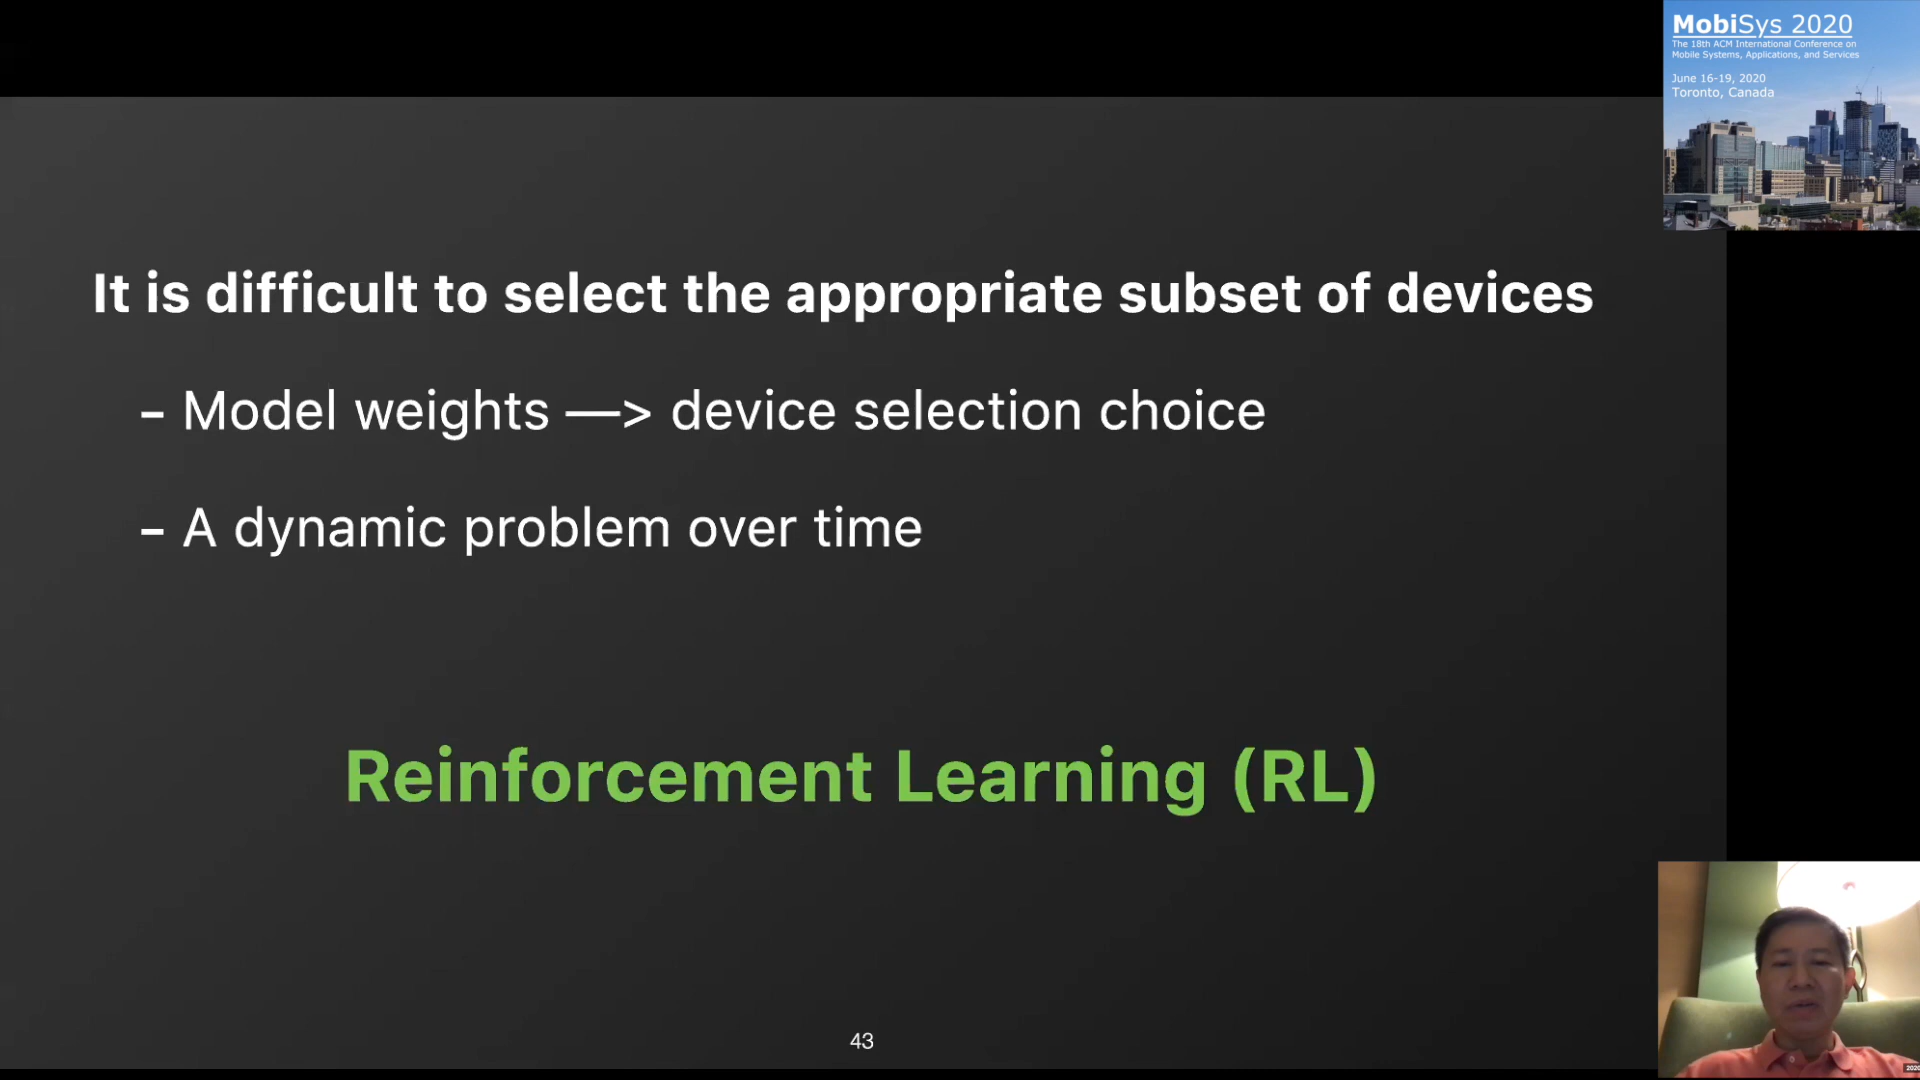 MobiSys 2020
The 18th ACM International Conference on
Mobile Systems, Applications, and Services
June 16-19, 2020
Toronto, Canada
It is difficult to select the appropriate subset of devices
- Model weights —> device selection choice
- A dynamic problem over time
Reinforcement Learning (RL)
43
2020